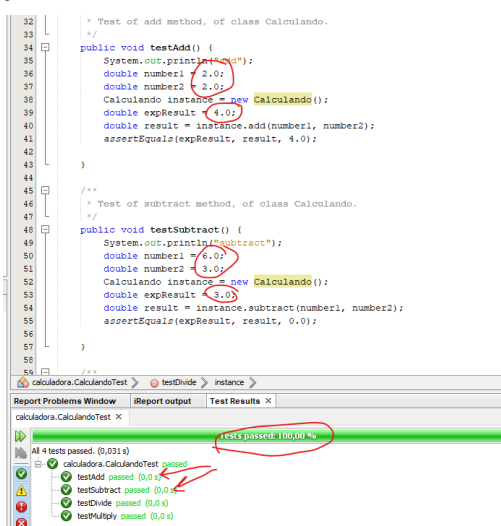 32 * Test of add method, of class Calculando.
33 */
34 public void testAdd() {
35 System.out.println("add");
36 double number1 = 2.0;
37 double number2 = 2.0;
38 Calculando instance = new Calculando();
39 double expResult = 4.0;
40 double result = instance.add(number1, number2);
41 assertEquals(expResult, result, 4.0);
42
43 }
44
45 /**
46 * Test of subtract method, of class Calculando.
47 */
48 public void testSubtract() {
49 System.out.println("subtract");
50 double number1 = 6.0;
51 double number2 = 3.0;
52 Calculando instance = new Calculando();
53 double expResult = 3.0;
54 double result = instance.subtract(number1, number2);
55 assertEquals(expResult, result, 0.0);
56
57 }
58
59 /**
calculadora.CalculandoTest > testDivide > instance >
Report Problems Window iReport output Test Results ×
calculadora.CalculandoTest ×
Tests passed: 100,00 %
All 4 tests passed. (0,031 s)
calculadora.CalculandoTest passed
testAdd passed (0,0 s)
testSubtract passed (0,0 s)
testDivide passed (0,0 s)
testMultiply passed (0,0 s)